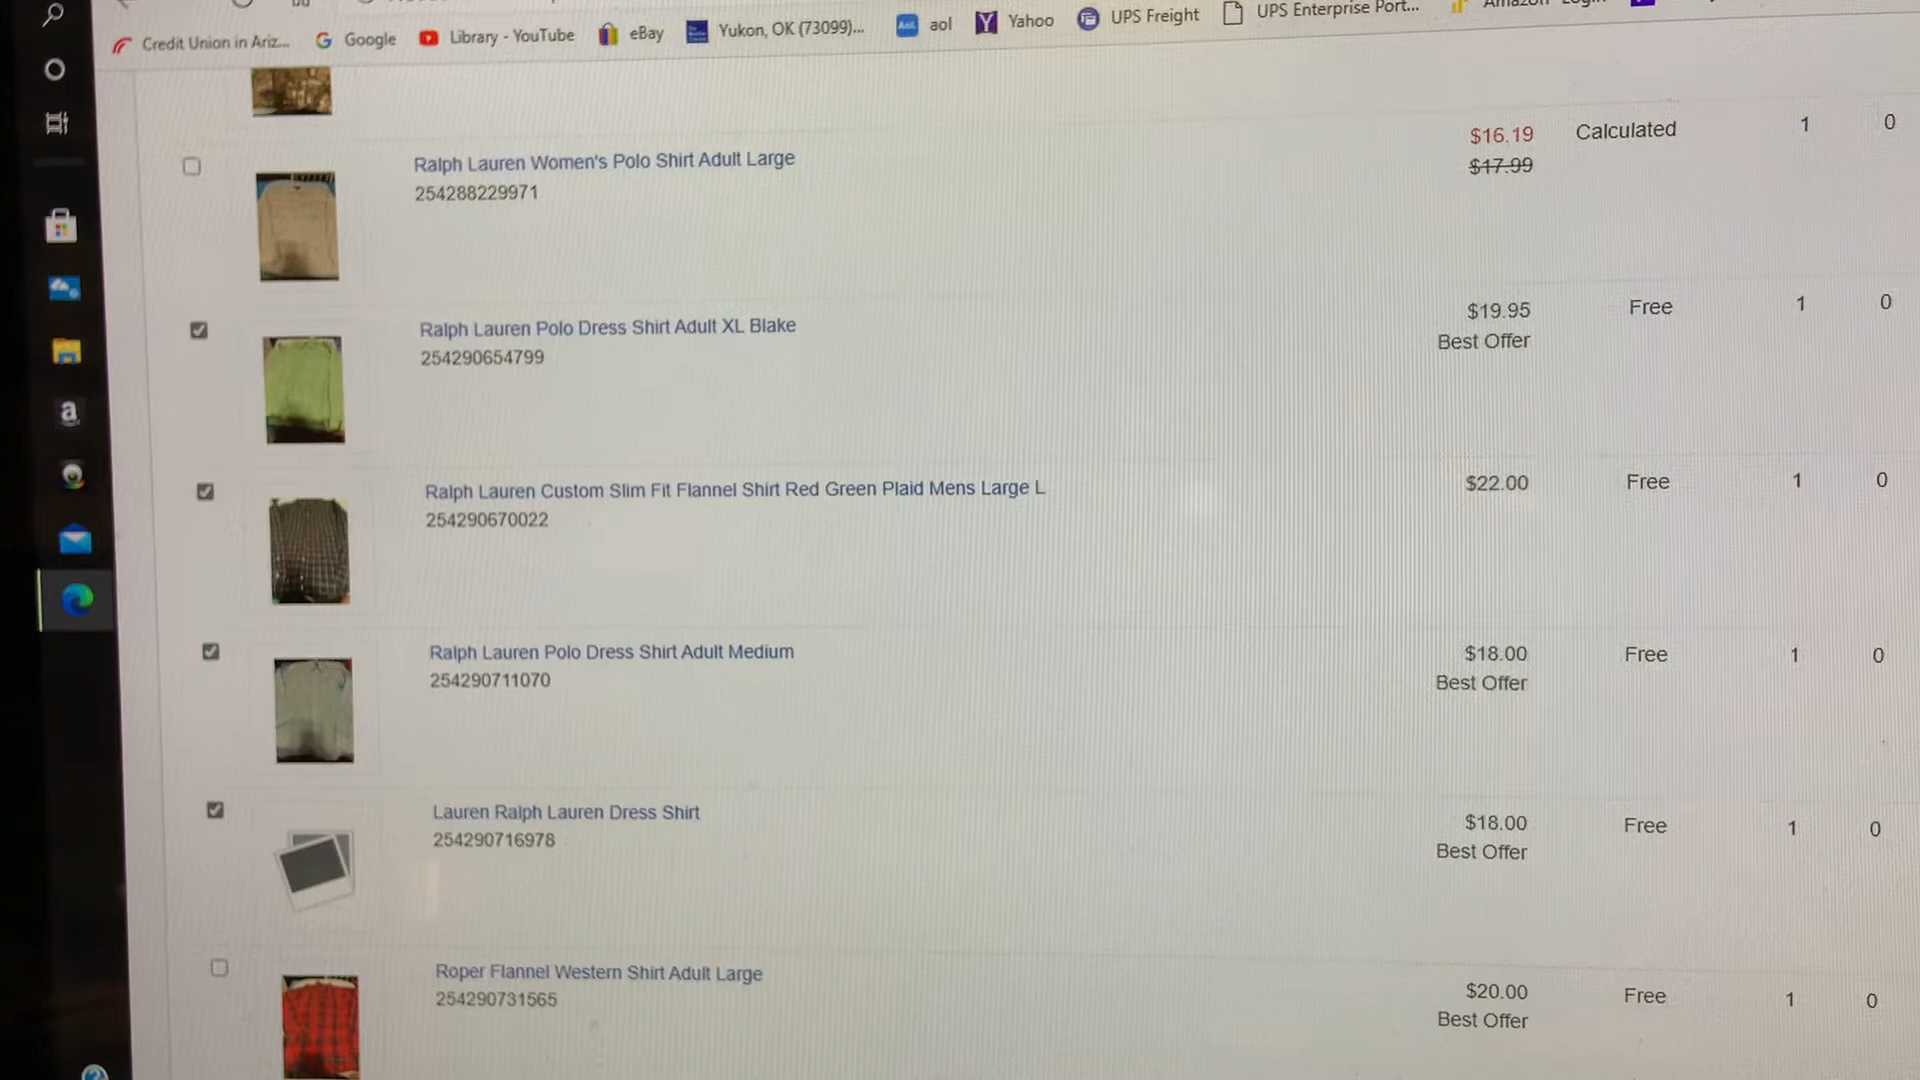 Credit Union in Ariz...
Google
Library - YouTube
eBay
Yukon, OK (73099)...
Aol.
aol
Yahoo
UPS Freight
UPS Enterprise Port...
Ralph Lauren Women's Polo Shirt Adult Large
254288229971
$16.19
$17.99
Calculated
1
0
Ralph Lauren Polo Dress Shirt Adult XL Blake
254290654799
$19.95
Best Offer
Free
1
0
Ralph Lauren Custom Slim Fit Flannel Shirt Red Green Plaid Mens Large L
254290670022
$22.00
Free
1
0
Ralph Lauren Polo Dress Shirt Adult Medium
254290711070
$18.00
Best Offer
Free
1
0
Lauren Ralph Lauren Dress Shirt
254290716978
$18.00
Best Offer
Free
1
0
Roper Flannel Western Shirt Adult Large
254290731565
$20.00
Best Offer
Free
1
0